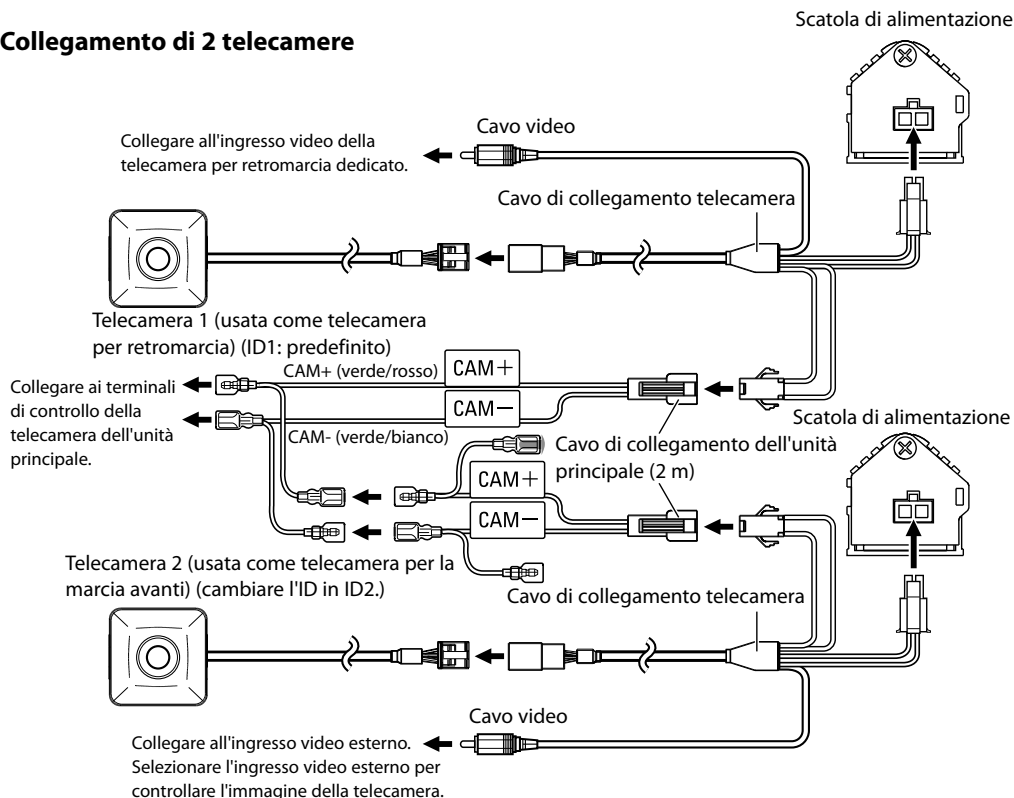 Scatola di alimentazione
Collegamento di 2 telecamere
Cavo video
Collegare all'ingresso video della
telecamera per retromarcia dedicato.
Cavo di collegamento telecamera
Telecamera 1 (usata come telecamera
per retromarcia) (ID1: predefinito)
CAM+ (verde/rosso)
CAM+
Collegare ai terminali
di controllo della
telecamera dell'unità
principale.
CAM−
CAM- (verde/bianco)
Scatola di alimentazione
Cavo di collegamento dell'unità
principale (2 m)
CAM+
CAM−
Telecamera 2 (usata come telecamera per la
marcia avanti) (cambiare l'ID in ID2.)
Cavo di collegamento telecamera
Cavo video
Collegare all'ingresso video esterno.
Selezionare l'ingresso video esterno per
controllare l'immagine della telecamera.